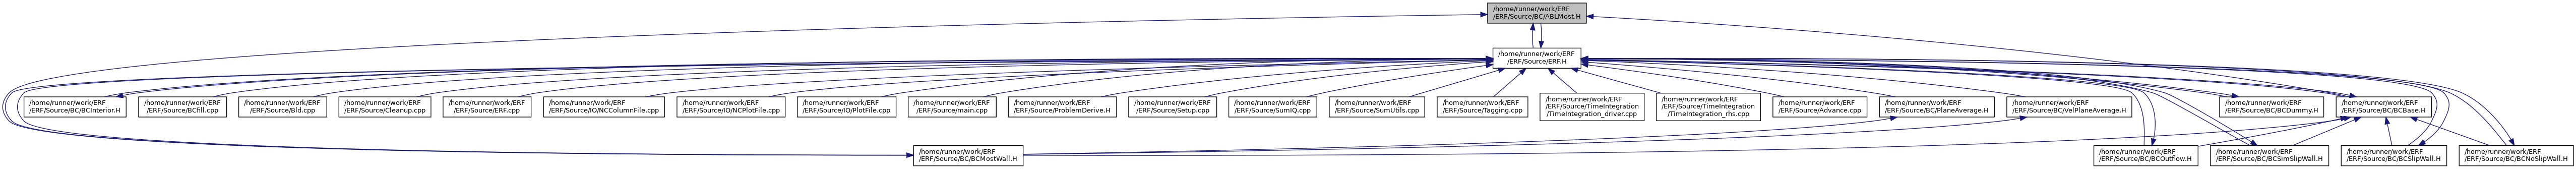 /home/runner/work/ERF
/ERF/Source/BC/ABLMost.H
/home/runner/work/ERF
/ERF/Source/ERF.H
/home/runner/work/ERF
/ERF/Source/BC/BCInterior.H
/home/runner/work/ERF
/ERF/Source/BCfill.cpp
/home/runner/work/ERF
/ERF/Source/Bld.cpp
/home/runner/work/ERF
/ERF/Source/Cleanup.cpp
/home/runner/work/ERF
/ERF/Source/ERF.cpp
/home/runner/work/ERF
/ERF/Source/IO/NCColumnFile.cpp
/home/runner/work/ERF
/ERF/Source/IO/NCPlotFile.cpp
/home/runner/work/ERF
/ERF/Source/IO/PlotFile.cpp
/home/runner/work/ERF
/ERF/Source/main.cpp
/home/runner/work/ERF
/ERF/Source/ProblemDerive.H
/home/runner/work/ERF
/ERF/Source/Setup.cpp
/home/runner/work/ERF
/ERF/Source/SumIQ.cpp
/home/runner/work/ERF
/ERF/Source/SumUtils.cpp
/home/runner/work/ERF
/ERF/Source/Tagging.cpp
/home/runner/work/ERF
/ERF/Source/TimeIntegration
/TimeIntegration_driver.cpp
/home/runner/work/ERF
/ERF/Source/TimeIntegration
/TimeIntegration_rhs.cpp
/home/runner/work/ERF
/ERF/Source/Advance.cpp
/home/runner/work/ERF
/ERF/Source/BC/PlaneAverage.H
/home/runner/work/ERF
/ERF/Source/BC/VelPlaneAverage.H
/home/runner/work/ERF
/ERF/Source/BC/BCDummy.H
/home/runner/work/ERF
/ERF/Source/BC/BCBase.H
/home/runner/work/ERF
/ERF/Source/BC/BCMostWall.H
/home/runner/work/ERF
/ERF/Source/BC/BCOutflow.H
/home/runner/work/ERF
/ERF/Source/BC/BCSimSlipWall.H
/home/runner/work/ERF
/ERF/Source/BC/BCSlipWall.H
/home/runner/work/ERF
/ERF/Source/BC/BCNoSlipWall.H